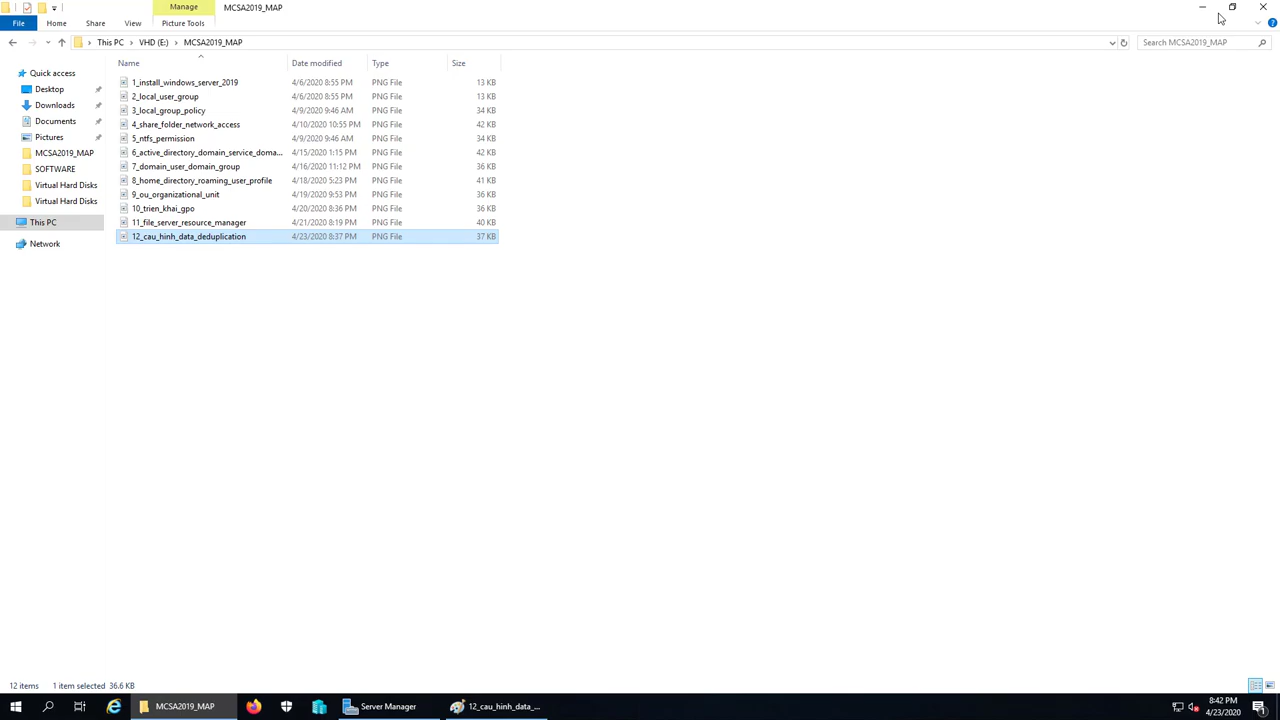 Manage
MCSA2019_MAP
File
Home
Share
View
Picture Tools
This PC
VHD (E:)
MCSA2019_MAP
Search MCSA2019_MAP
Name
Date modified
Type
Size
Quick access
Desktop
Downloads
Documents
Pictures
MCSA2019_MAP
SOFTWARE
Virtual Hard Disks
Virtual Hard Disks
This PC
Network
1_install_windows_server_2019 4/6/2020 8:55 PM PNG File 13 KB
2_local_user_group 4/6/2020 8:55 PM PNG File 13 KB
3_local_group_policy 4/9/2020 9:46 AM PNG File 34 KB
4_share_folder_network_access 4/10/2020 10:55 PM PNG File 42 KB
5_ntfs_permission 4/9/2020 9:46 AM PNG File 34 KB
6_active_directory_domain_service_doma... 4/15/2020 1:15 PM PNG File 42 KB
7_domain_user_domain_group 4/16/2020 11:12 PM PNG File 36 KB
8_home_directory_roaming_user_profile 4/18/2020 5:23 PM PNG File 41 KB
9_ou_organizational_unit 4/19/2020 9:53 PM PNG File 36 KB
10_trien_khai_gpo 4/20/2020 8:36 PM PNG File 36 KB
11_file_server_resource_manager 4/21/2020 8:19 PM PNG File 40 KB
12_cau_hinh_data_deduplication 4/23/2020 8:37 PM PNG File 37 KB
12 items
1 item selected 36.6 KB
MCSA2019_MAP
Server Manager
12_cau_hinh_data_...
8:42 PM
4/23/2020
1